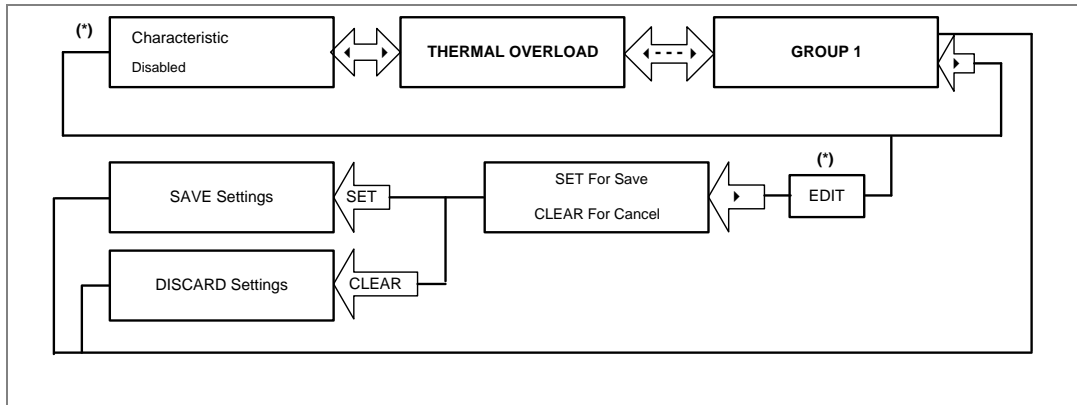 (*)
Characteristic
Disabled
THERMAL OVERLOAD
GROUP 1
SAVE Settings
SET
SET For Save
CLEAR For Cancel
(*)
EDIT
DISCARD Settings
CLEAR